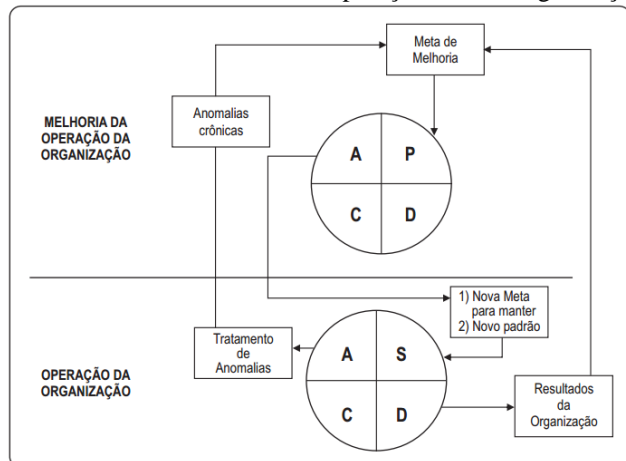 Meta de
Melhoria
MELHORIA DA
OPERAÇÃO DA
ORGANIZAÇÃO
Anomalias
crônicas
A
P
C
D
1) Nova Meta
para manter
2) Novo padrão
Tratamento
de
Anomalias
A
S
OPERAÇÃO DA
ORGANIZAÇÃO
C
D
Resultados
da
Organização